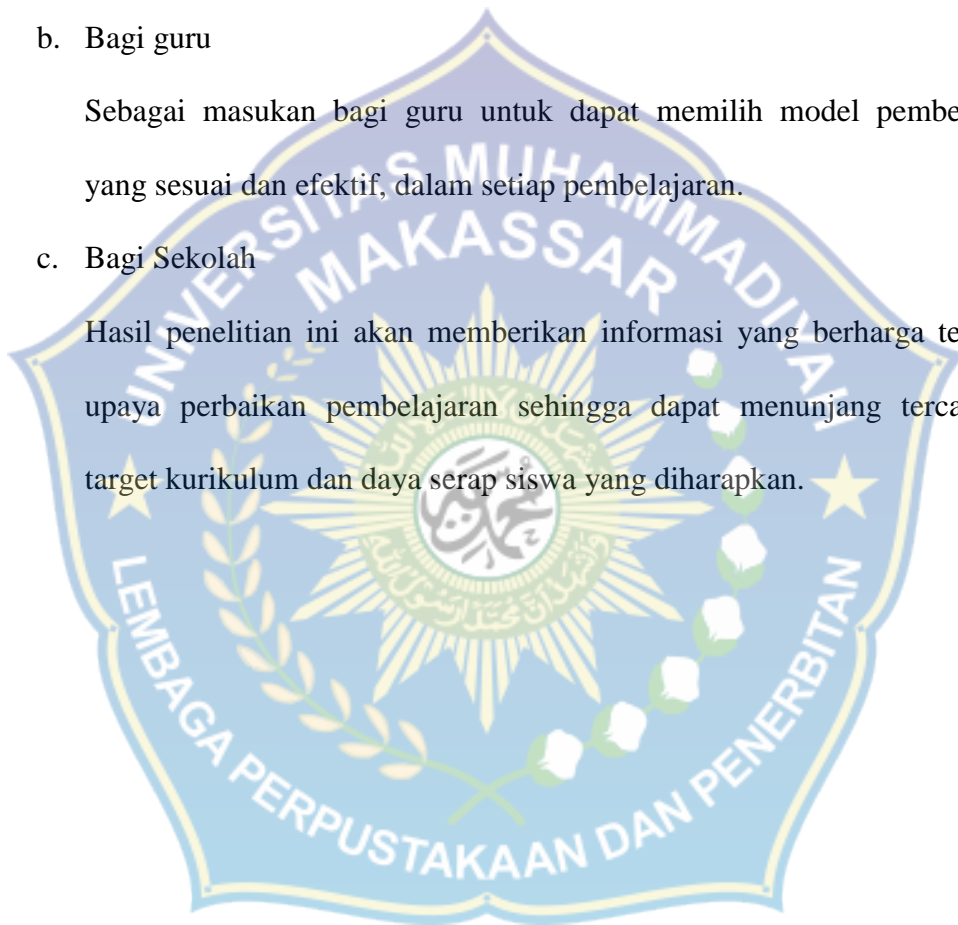 b. Bagi guru
Sebagai masukan bagi guru untuk dapat memilih model pembe
yang sesuai dan efektif, dalam setiap pembelajaran.
c. Bagi Sekolah
Hasil penelitian ini akan memberikan informasi yang berharga te
upaya perbaikan pembelajaran sehingga dapat menunjang terca
target kurikulum dan daya serap siswa yang diharapkan.
UNIVERSITAS MUHAMMADIYAH
MAKASSAR
LEMBAGA PERPUSTAKAAN DAN PENERBITAN